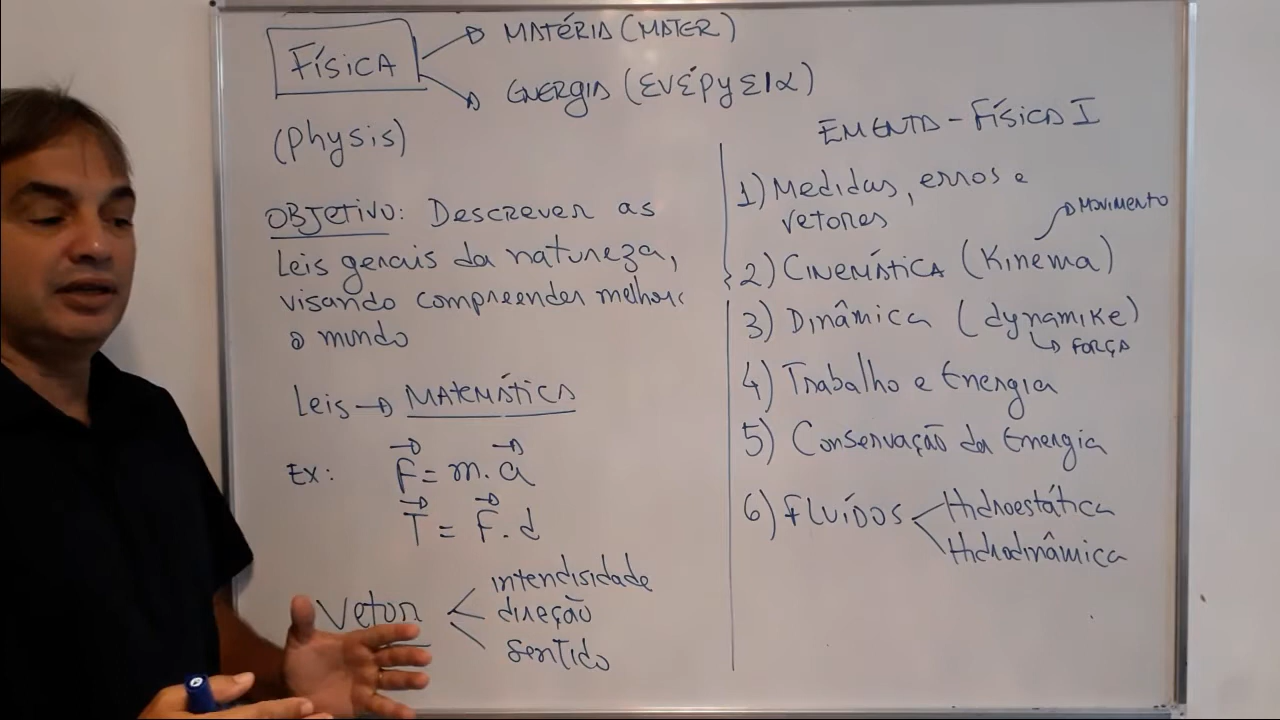 Física
MATÉRIA (MATER)
ENERGIA (ΣVÉPYΣIα)
(Physis)
OBJETIVO: Descrever as
Leis gerais da natureza,
visando compreender melhor
o mundo
Leis → MATEMÁTICA
Ex: F = m.a
T = F.d
Vetor
intendisidade
direção
sentido
EMENTA - Física I
1) Medidas, erros e
vetores
MOVIMENTO
2) CINEMÁTICA (Kinema)
3) Dinâmica (dynamike)
FORÇA
4) Trabalho e Energia
5) Conservação da Energia
6) FLUÍDOS
Hidroestática
Hidrodinâmica